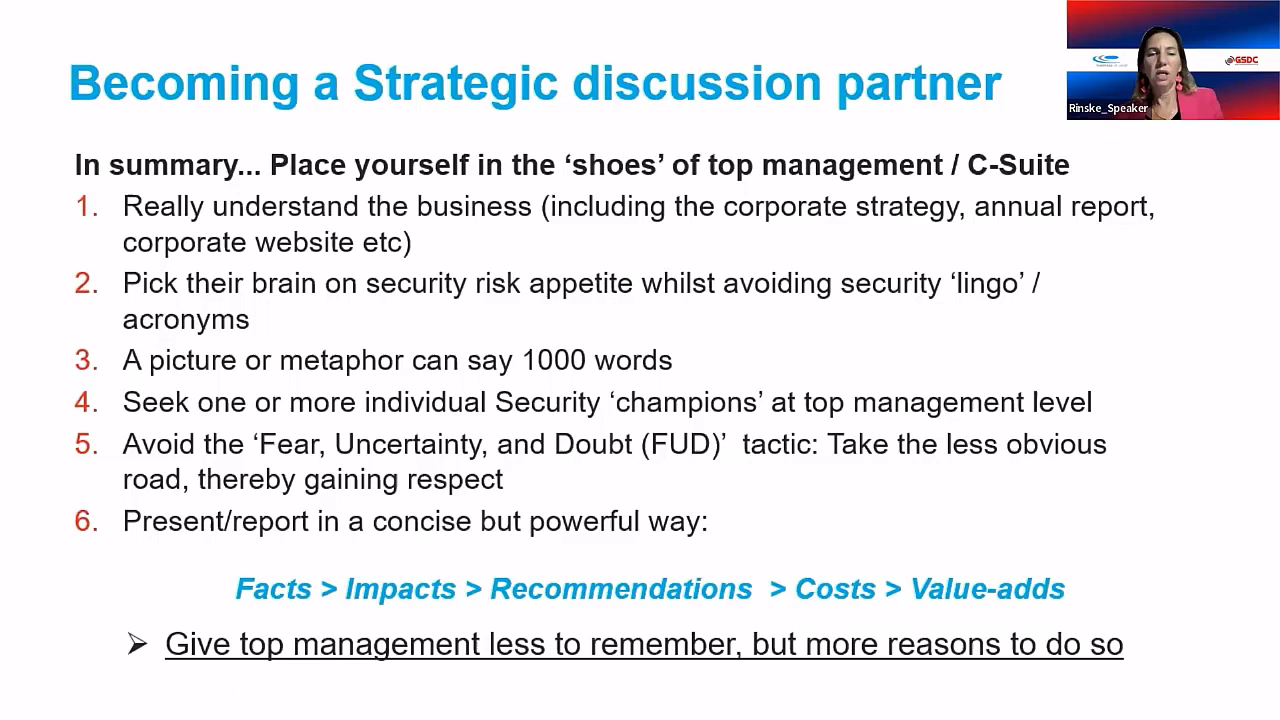 Becoming a Strategic discussion partner
GSDC
Rinske_Speaker
In summary... Place yourself in the ‘shoes’ of top management / C-Suite
1. Really understand the business (including the corporate strategy, annual report,
corporate website etc)
2. Pick their brain on security risk appetite whilst avoiding security ‘lingo’ /
acronyms
3. A picture or metaphor can say 1000 words
4. Seek one or more individual Security ‘champions’ at top management level
5. Avoid the ‘Fear, Uncertainty, and Doubt (FUD)’ tactic: Take the less obvious
road, thereby gaining respect
6. Present/report in a concise but powerful way:
Facts > Impacts > Recommendations > Costs > Value-adds
➢ Give top management less to remember, but more reasons to do so